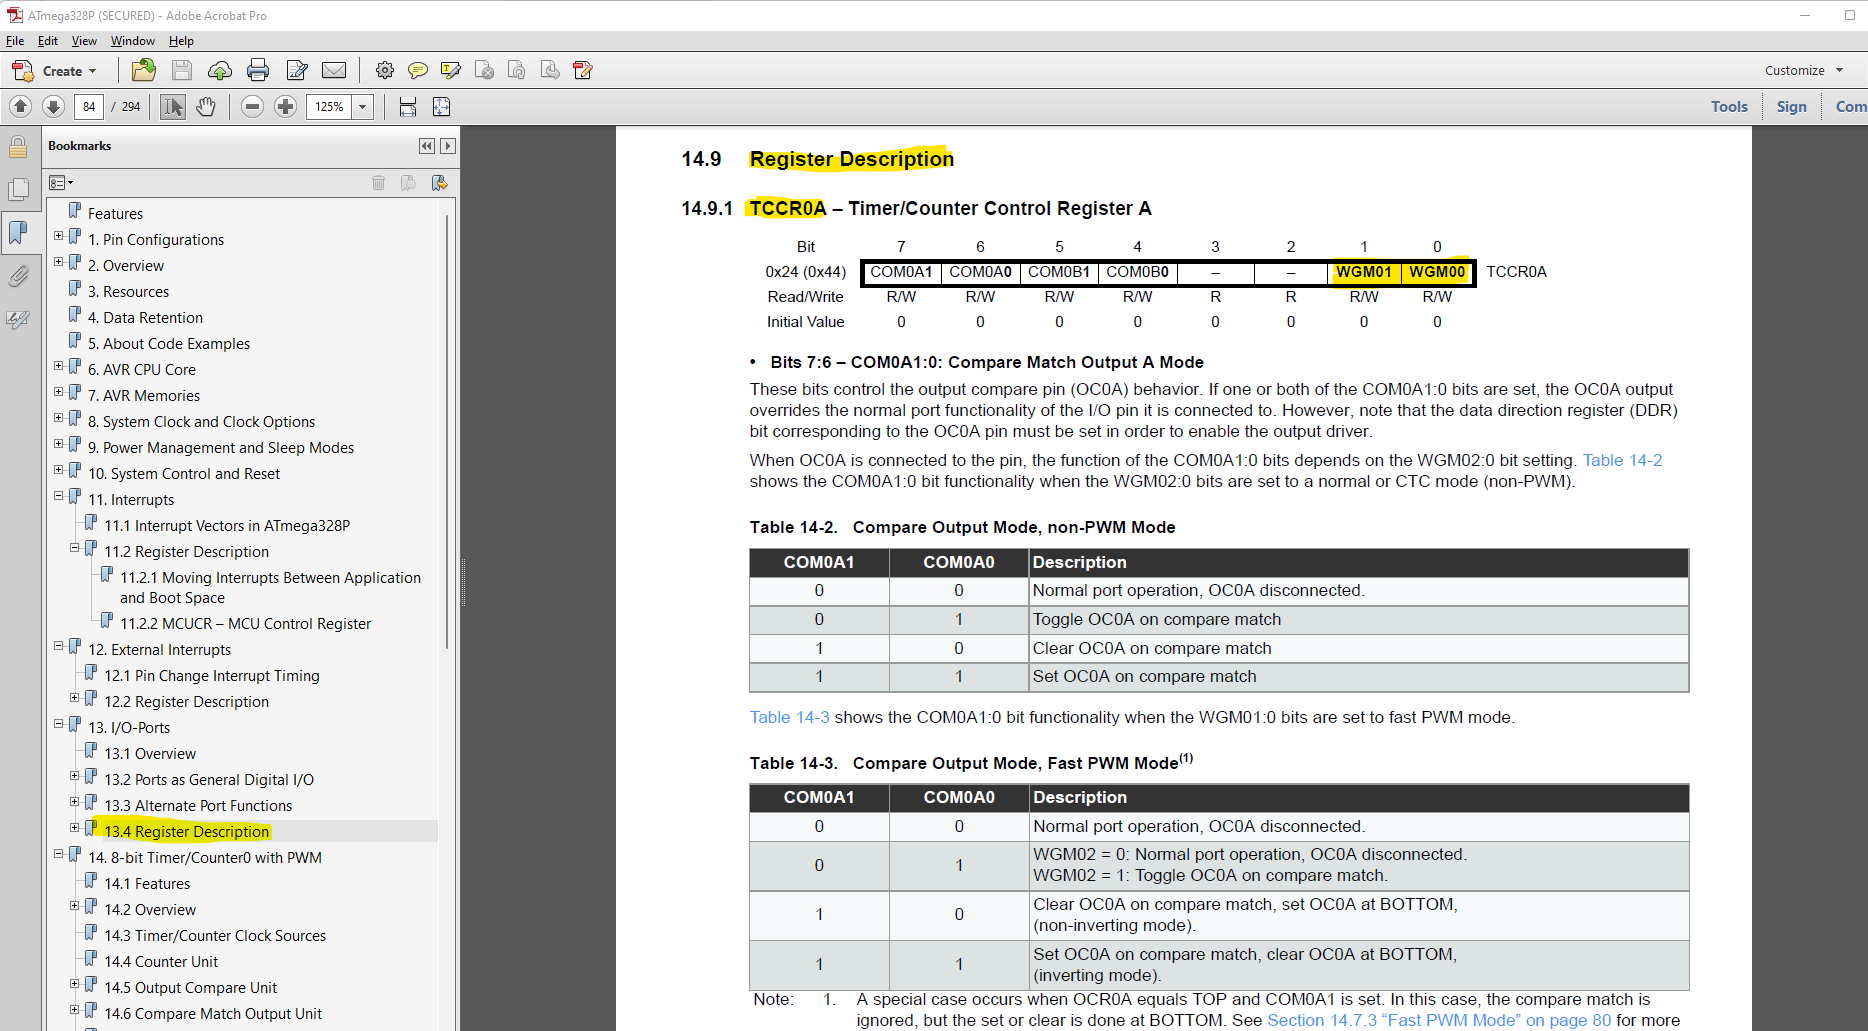 ATmega328P (SECURED) - Adobe Acrobat Pro
File Edit View Window Help
Create
Customize
84 / 294
125%
Tools Sign Com
Bookmarks
Features
1. Pin Configurations
2. Overview
3. Resources
4. Data Retention
5. About Code Examples
6. AVR CPU Core
7. AVR Memories
8. System Clock and Clock Options
9. Power Management and Sleep Modes
10. System Control and Reset
11. Interrupts
11.1 Interrupt Vectors in ATmega328P
11.2 Register Description
11.2.1 Moving Interrupts Between Application
and Boot Space
11.2.2 MCUCR – MCU Control Register
12. External Interrupts
12.1 Pin Change Interrupt Timing
12.2 Register Description
13. I/O-Ports
13.1 Overview
13.2 Ports as General Digital I/O
13.3 Alternate Port Functions
13.4 Register Description
14. 8-bit Timer/Counter0 with PWM
14.1 Features
14.2 Overview
14.3 Timer/Counter Clock Sources
14.4 Counter Unit
14.5 Output Compare Unit
14.6 Compare Match Output Unit
14.9 Register Description
14.9.1 TCCR0A – Timer/Counter Control Register A
Bit 7 6 5 4 3 2 1 0
0x24 (0x44) COM0A1 COM0A0 COM0B1 COM0B0 – – WGM01 WGM00 TCCR0A
Read/Write R/W R/W R/W R/W R R R/W R/W
Initial Value 0 0 0 0 0 0 0 0
• Bits 7:6 – COM0A1:0: Compare Match Output A Mode
These bits control the output compare pin (OC0A) behavior. If one or both of the COM0A1:0 bits are set, the OC0A output
overrides the normal port functionality of the I/O pin it is connected to. However, note that the data direction register (DDR)
bit corresponding to the OC0A pin must be set in order to enable the output driver.
When OC0A is connected to the pin, the function of the COM0A1:0 bits depends on the WGM02:0 bit setting. Table 14-2
shows the COM0A1:0 bit functionality when the WGM02:0 bits are set to a normal or CTC mode (non-PWM).
Table 14-2. Compare Output Mode, non-PWM Mode
COM0A1 COM0A0 Description
0 0 Normal port operation, OC0A disconnected.
0 1 Toggle OC0A on compare match
1 0 Clear OC0A on compare match
1 1 Set OC0A on compare match
Table 14-3 shows the COM0A1:0 bit functionality when the WGM01:0 bits are set to fast PWM mode.
Table 14-3. Compare Output Mode, Fast PWM Mode(1)
COM0A1 COM0A0 Description
0 0 Normal port operation, OC0A disconnected.
0 1 WGM02 = 0: Normal port operation, OC0A disconnected.
WGM02 = 1: Toggle OC0A on compare match.
1 0 Clear OC0A on compare match, set OC0A at BOTTOM,
(non-inverting mode).
1 1 Set OC0A on compare match, clear OC0A at BOTTOM,
(inverting mode).
Note: 1. A special case occurs when OCR0A equals TOP and COM0A1 is set. In this case, the compare match is
ignored, but the set or clear is done at BOTTOM. See Section 14.7.3 “Fast PWM Mode” on page 80 for more